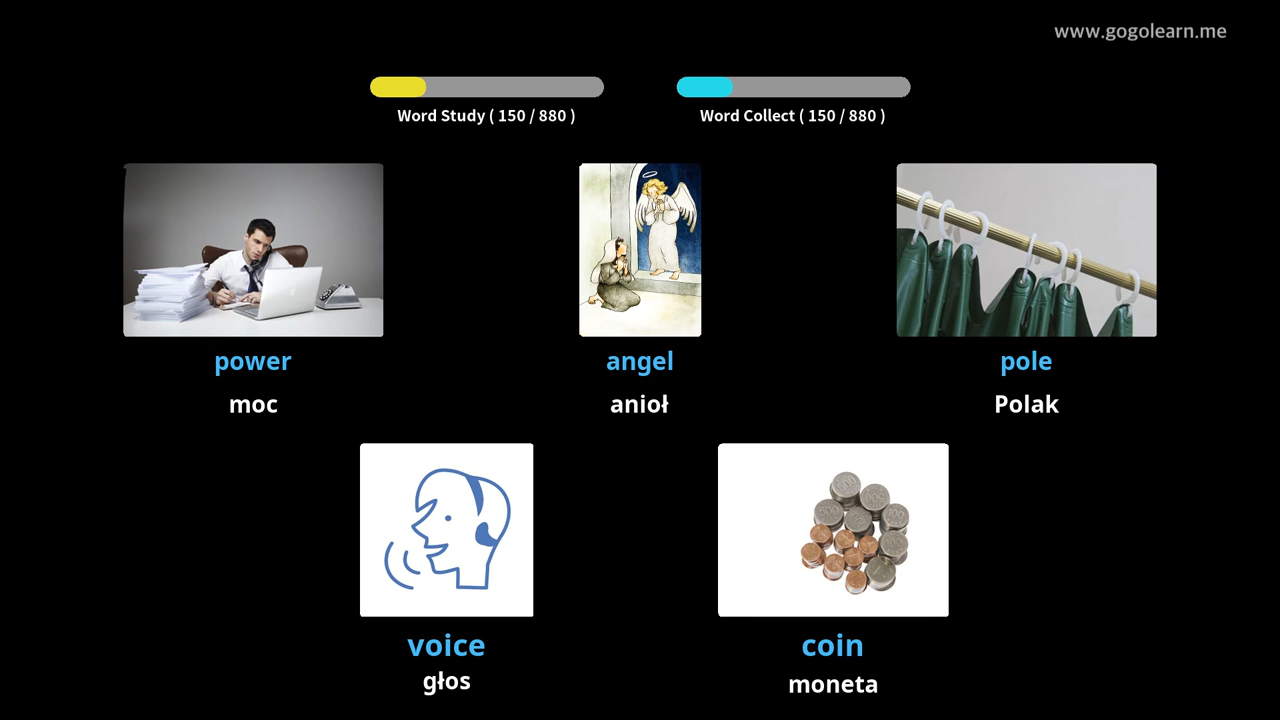 www.gogolearn.me
Word Study ( 150 / 880 )
Word Collect ( 150 / 880 )
power
angel
pole
moc
anioł
Polak
voice
coin
głos
moneta